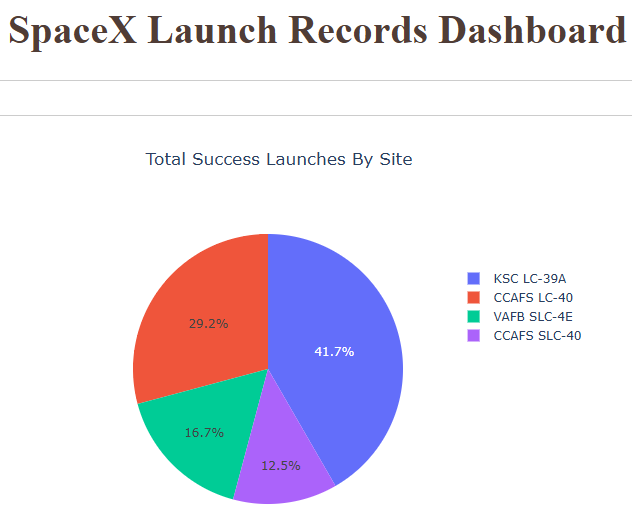 SpaceX Launch Records Dashboard
Total Success Launches By Site
KSC LC-39A
CCAFS LC-40
VAFB SLC-4E
CCAFS SLC-40
29.2%
41.7%
16.7%
12.5%